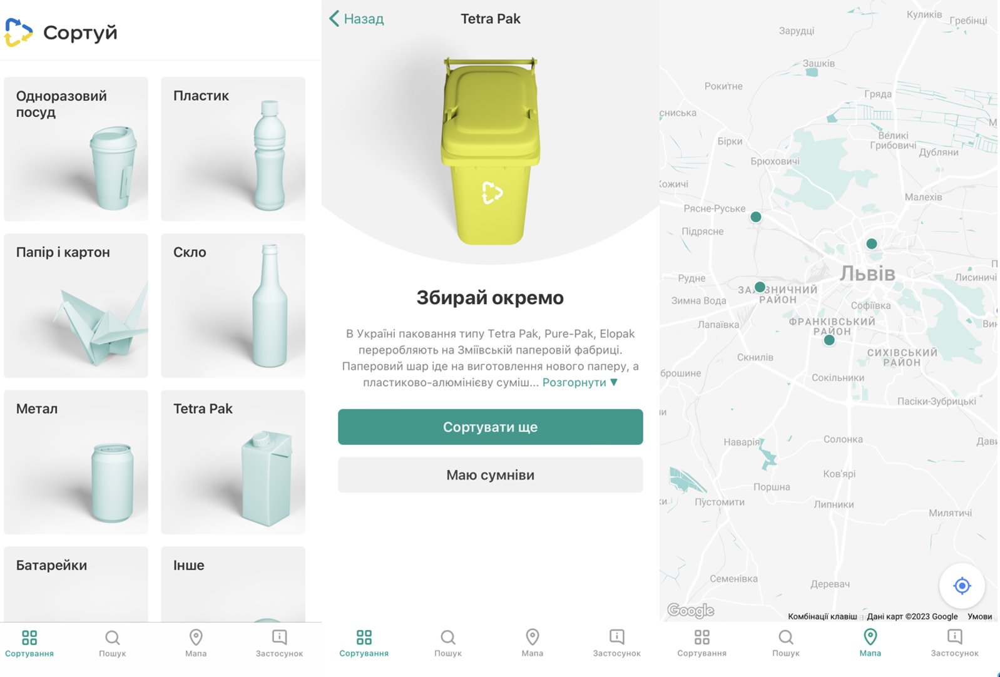 Сортуй
Одноразовий
посуд
Пластик
Папір і картон
Скло
Метал
Tetra Pak
Батарейки
Інше
Сортування
Пошук
Мапа
Застосунок
Назад
Tetra Pak
Збирай окремо
В Україні паковання типу Tetra Pak, Pure-Pak, Elopak
переробляють на Зміївській паперовій фабриці.
Паперовий шар іде на виготовлення нового паперу, а
пластиково-алюмінієву суміш... Розгорнути ▼
Сортувати ще
Маю сумніви
Сортування
Пошук
Мапа
Застосунок
Куликів
Гребінці
Зарудці
Зашків
Рокитне
Гряда
сниська
Великі
Грибовичі
Бірки
Дубляни
Брюховичі
Кожичі
Малехів
Рясне-Руське
Підрясне
Львів
Рудне
Лисиничі
РАЙОН
Зимна Вода
Софіївка
Лапаївка
ФРАНКІВСЬКИЙ
РАЙОН
Вин
СИХІВСЬКИЙ
РАЙОН
Скнилів
брошине
Сокільники
Пасіки-Зубрицькі
Наварія
Солонка
Дави
Ков'ярі
Поршна
Пустомити
Липники
Милятичі
Семенівка
Деревач
Google
Комбінації клавіш
Дані карт ©2023 Google
Умови
Сортування
Пошук
Мапа
Застосунок